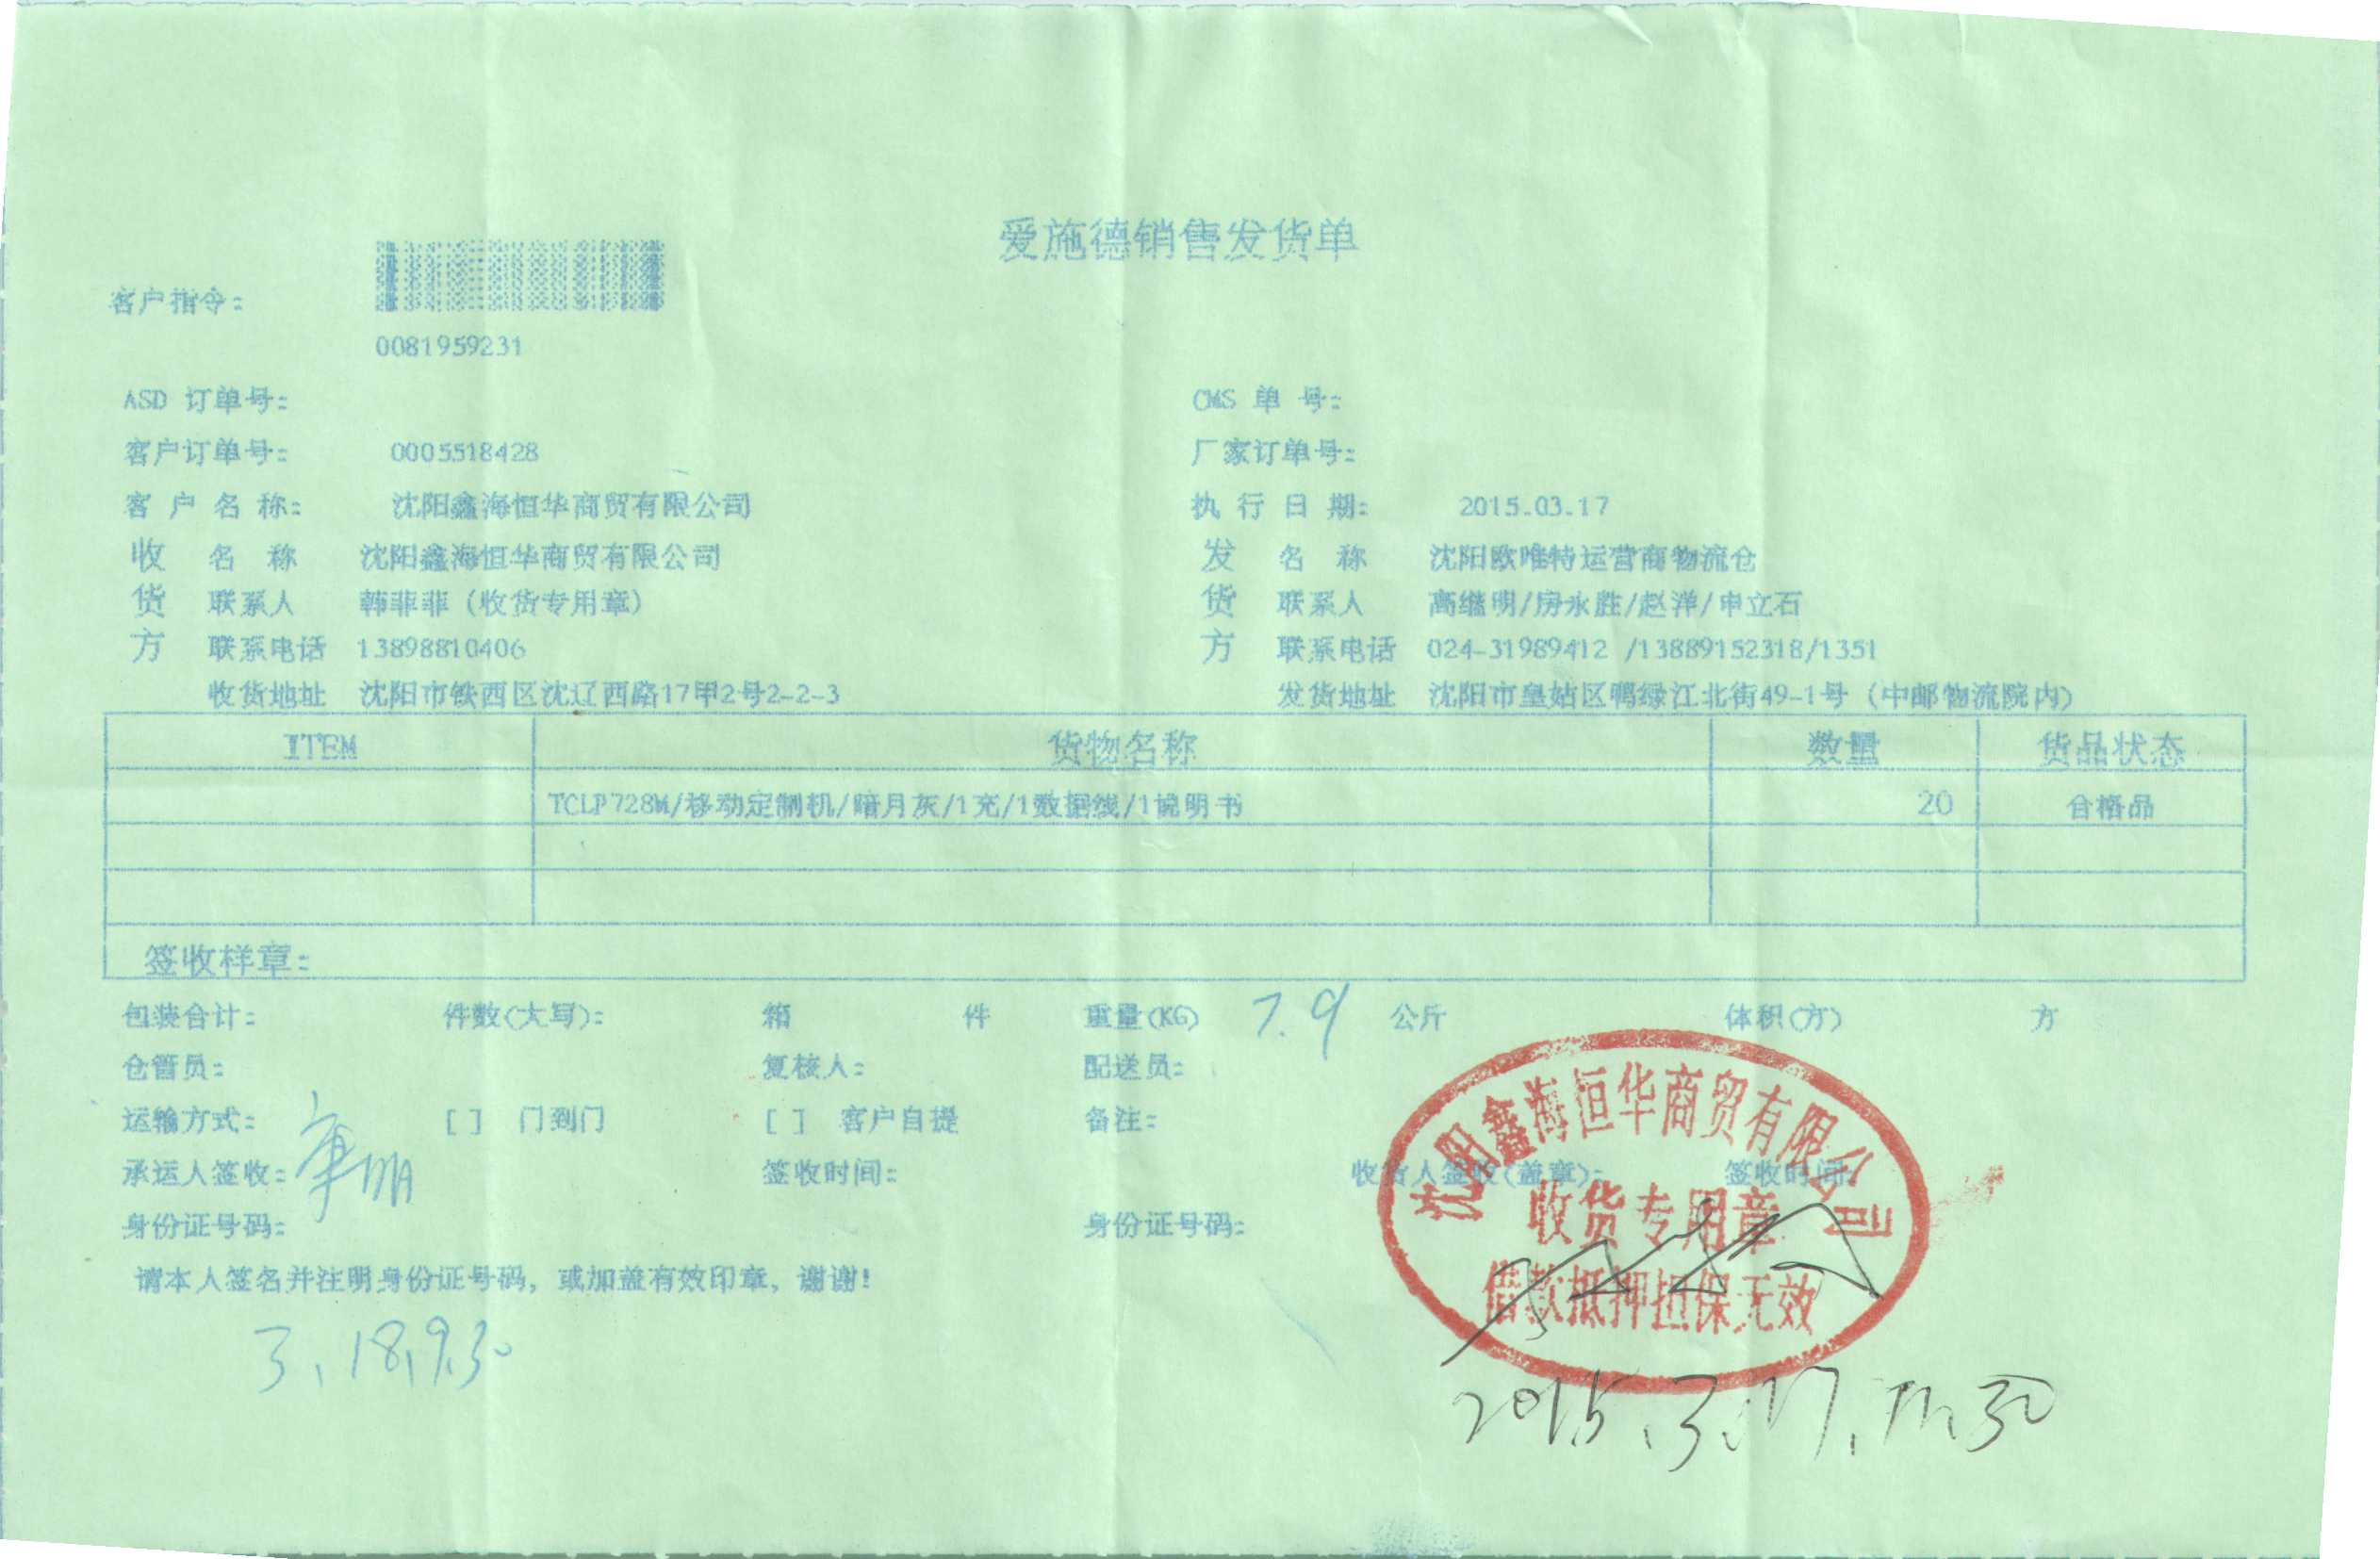 爱施德销售发货单
客户指令:
0081959231
ASD 订单号: CMS 单 号:
客户订单号: 0005518428 厂家订单号:
客 户 名 称: 沈阳鑫海恒华商贸有限公司 执 行 日 期: 2015.03.17
收 名 称 沈阳鑫海恒华商贸有限公司 发 名 称 沈阳欧唯特运营商物流仓
货 联系人 韩菲菲（收货专用章） 货 联系人 高继明/房永胜/赵洋/申立石
方 联系电话 13898810406 方 联系电话 024-31989412 /13889152318/1351
收货地址 沈阳市铁西区沈辽西路17甲2号2-2-3 发货地址 沈阳市皇姑区鸭绿江北街49-1号（中邮物流院内）
ITEM 货物名称 数量 货品状态
TCLP728M/移动定制机/暗月灰/1充/1数据线/1说明书 20 合格品
签收样章:
包装合计: 件数(大写): 箱 件 重量(KG) 7.9 公斤 体积(方) 方
仓管员: 复核人: 配送员:
运输方式: [ ] 门到门 [ ] 客户自提 备注:
承运人签收: 签收时间: 收货人签收(盖章): 签收时间:
身份证号码: 身份证号码:
请本人签名并注明身份证号码，或加盖有效印章，谢谢!
沈阳鑫海恒华商贸有限公司
收货专用章
借款抵押担保无效
3.18.9.30
2015.3.17.